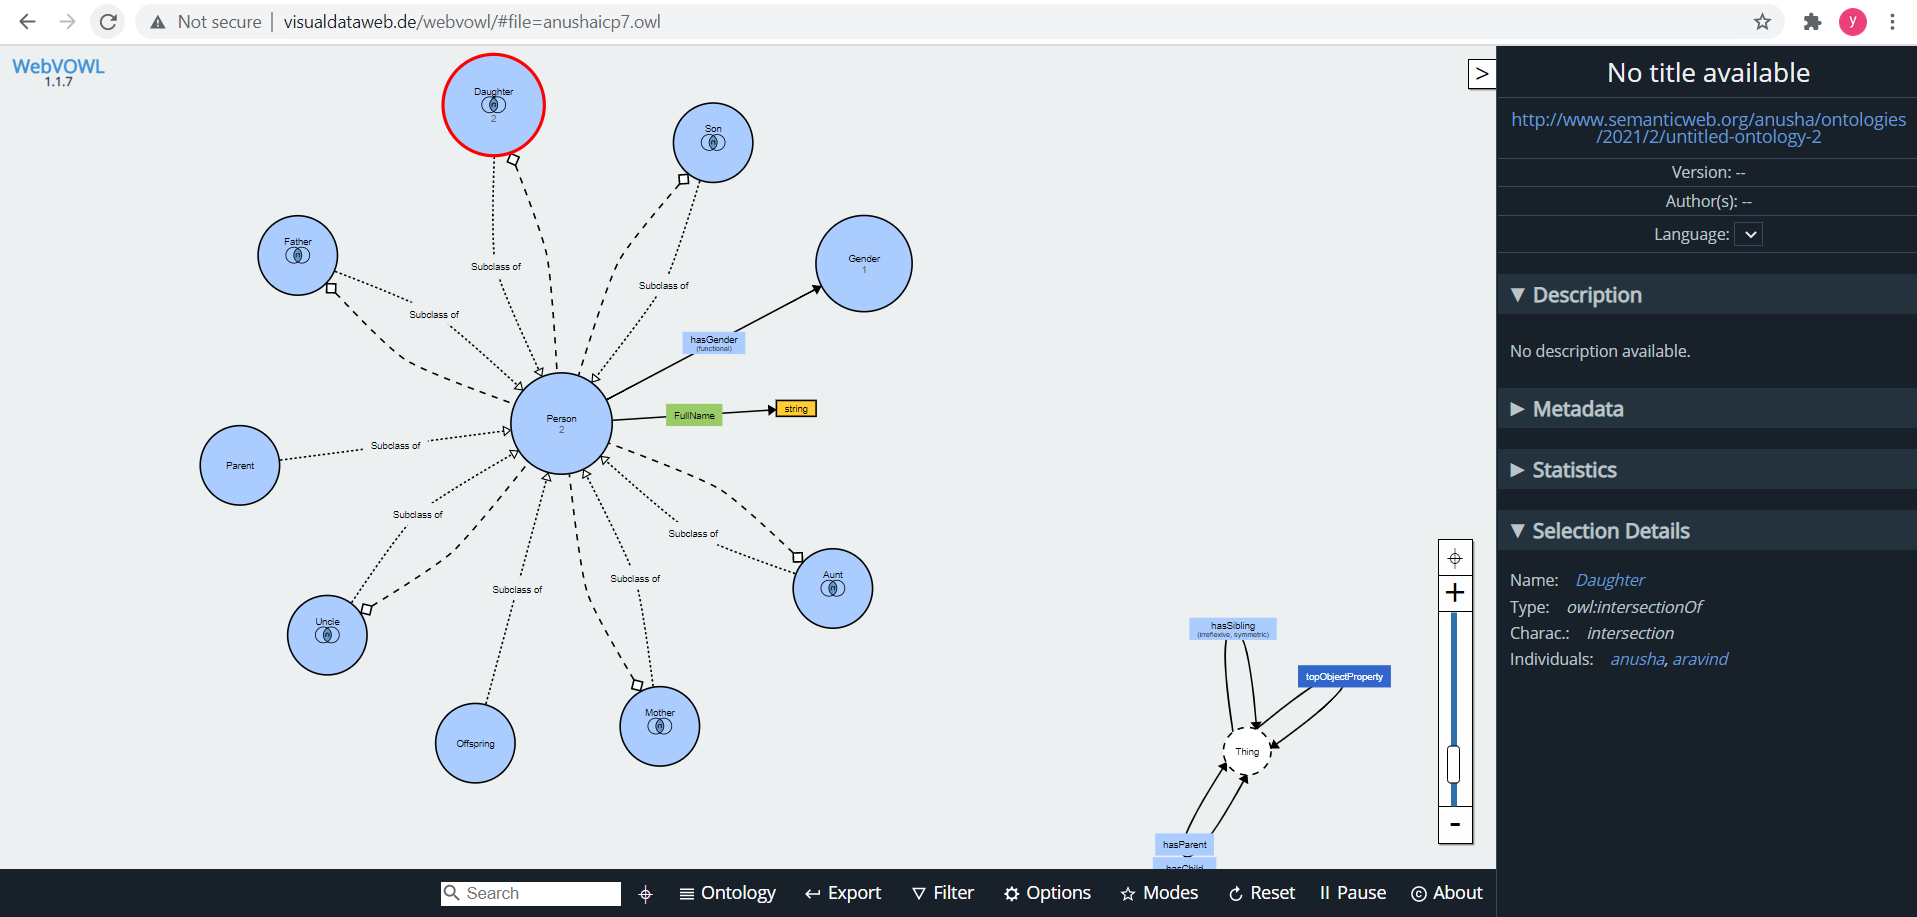 Not secure | visualdataweb.de/webvowl/#file=anushaicp7.owl
y
WebVOWL
1.1.7
Daughter
2
Son
Father
Gender
1
Subclass of
Subclass of
Subclass of
hasGender
(functional)
FullName
string
Person
2
Parent
Subclass of
Subclass of
Subclass of
Subclass of
Subclass of
Aunt
Uncle
Mother
Offspring
hasSibling
(irreflexive, symmetric)
topObjectProperty
Thing
hasParent
hasChild
>
+
-
No title available
http://www.semanticweb.org/anusha/ontologies
/2021/2/untitled-ontology-2
Version: --
Author(s): --
Language:
▼ Description
No description available.
► Metadata
► Statistics
▼ Selection Details
Name: Daughter
Type: owl:intersectionOf
Charac.: intersection
Individuals: anusha, aravind
Search
Ontology
Export
Filter
Options
Modes
Reset
Pause
© About